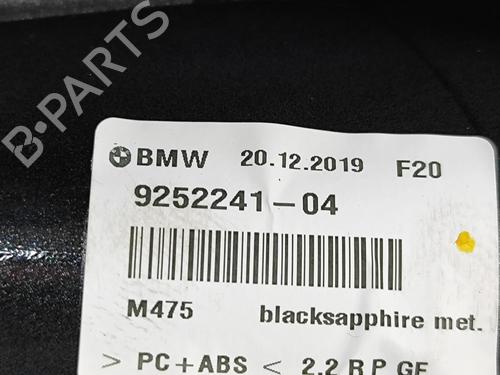 B-PARTS
BMW 20.12.2019 F20
9252241-04
M475 blacksapphire met.
> PC+ABS < 2.2 R P GF